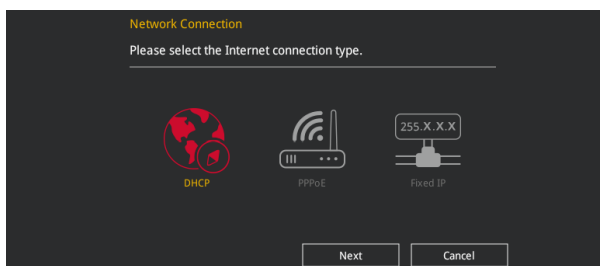 Network Connection
Please select the Internet connection type.
255.X.X.X
DHCP
PPPoE
Fixed IP
Next
Cancel